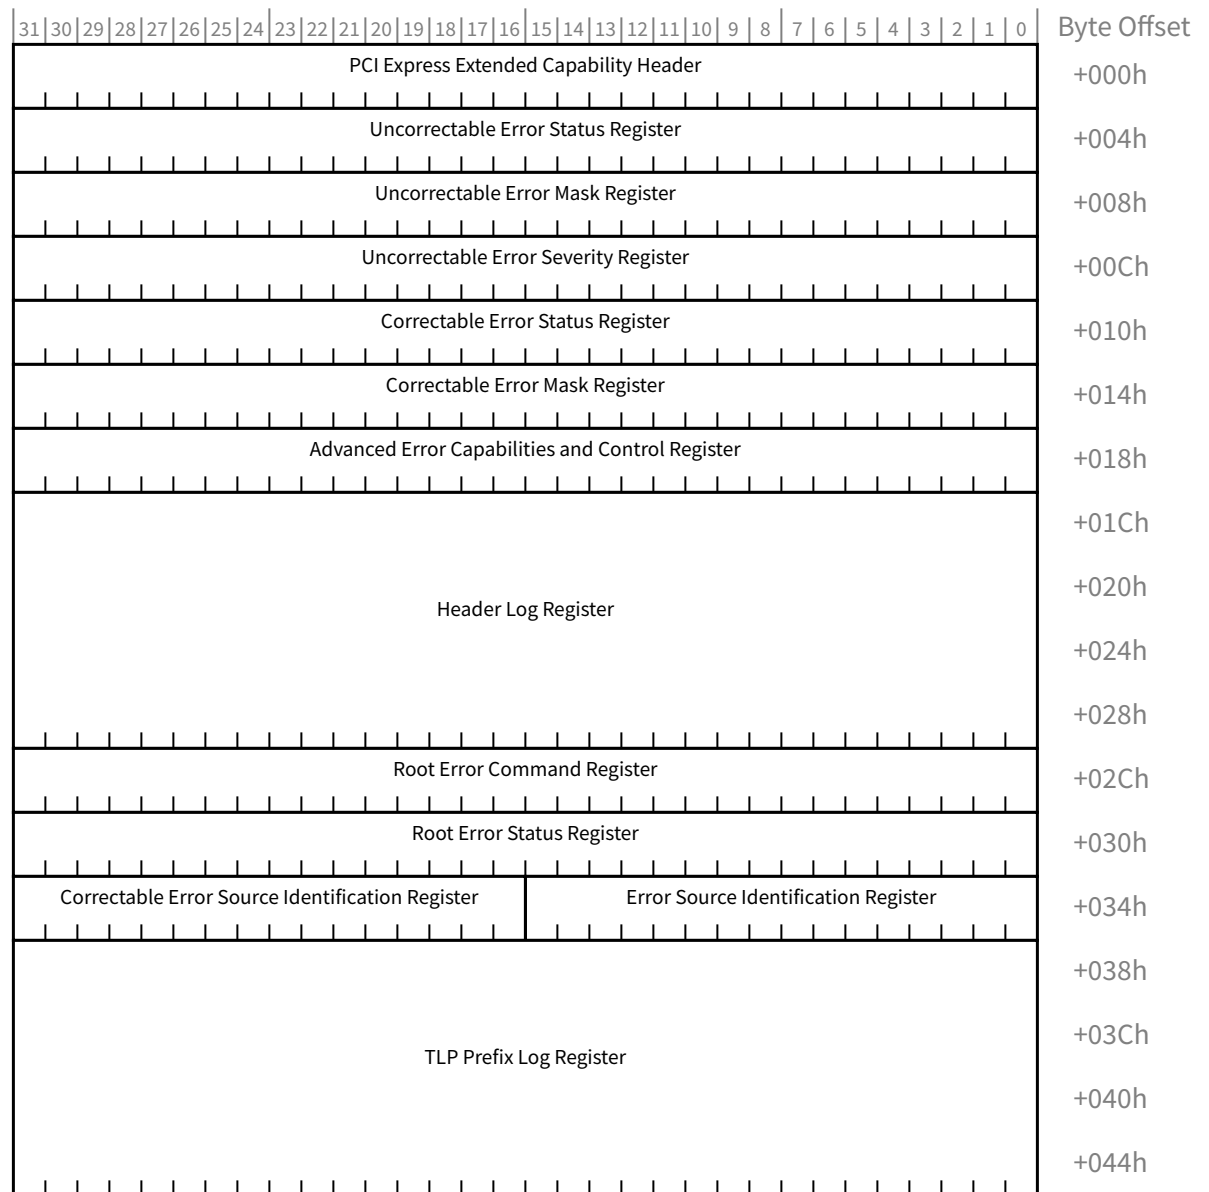 31 30 29 28 27 26 25 24 23 22 21 20 19 18 17 16 15 14 13 12 11 10 9 8 7 6 5 4 3 2 1 0 Byte Offset
PCI Express Extended Capability Header +000h
Uncorrectable Error Status Register +004h
Uncorrectable Error Mask Register +008h
Uncorrectable Error Severity Register +00Ch
Correctable Error Status Register +010h
Correctable Error Mask Register +014h
Advanced Error Capabilities and Control Register +018h
+01Ch
+020h
Header Log Register
+024h
+028h
Root Error Command Register +02Ch
Root Error Status Register +030h
Correctable Error Source Identification Register Error Source Identification Register +034h
+038h
+03Ch
TLP Prefix Log Register
+040h
+044h